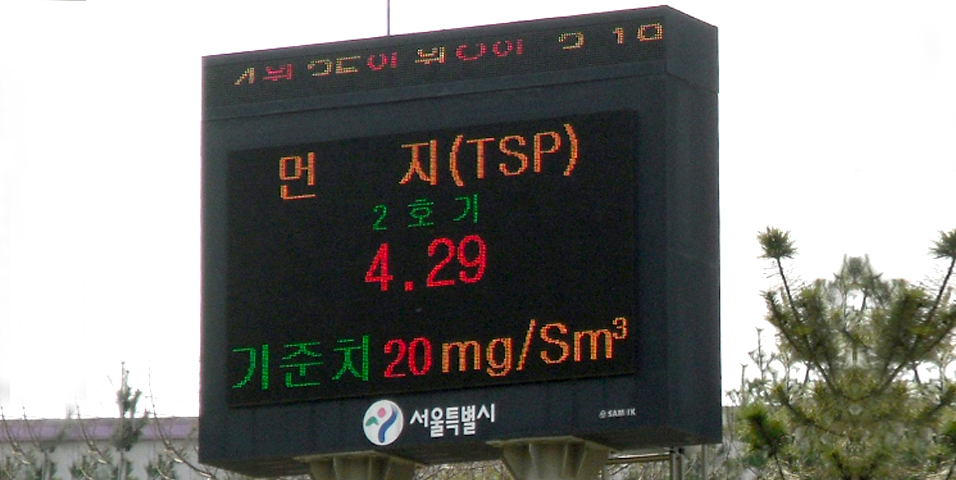 먼 지(TSP)
2 호 기
4.29
기준치 20 mg/Sm³
서울특별시
SAMIK